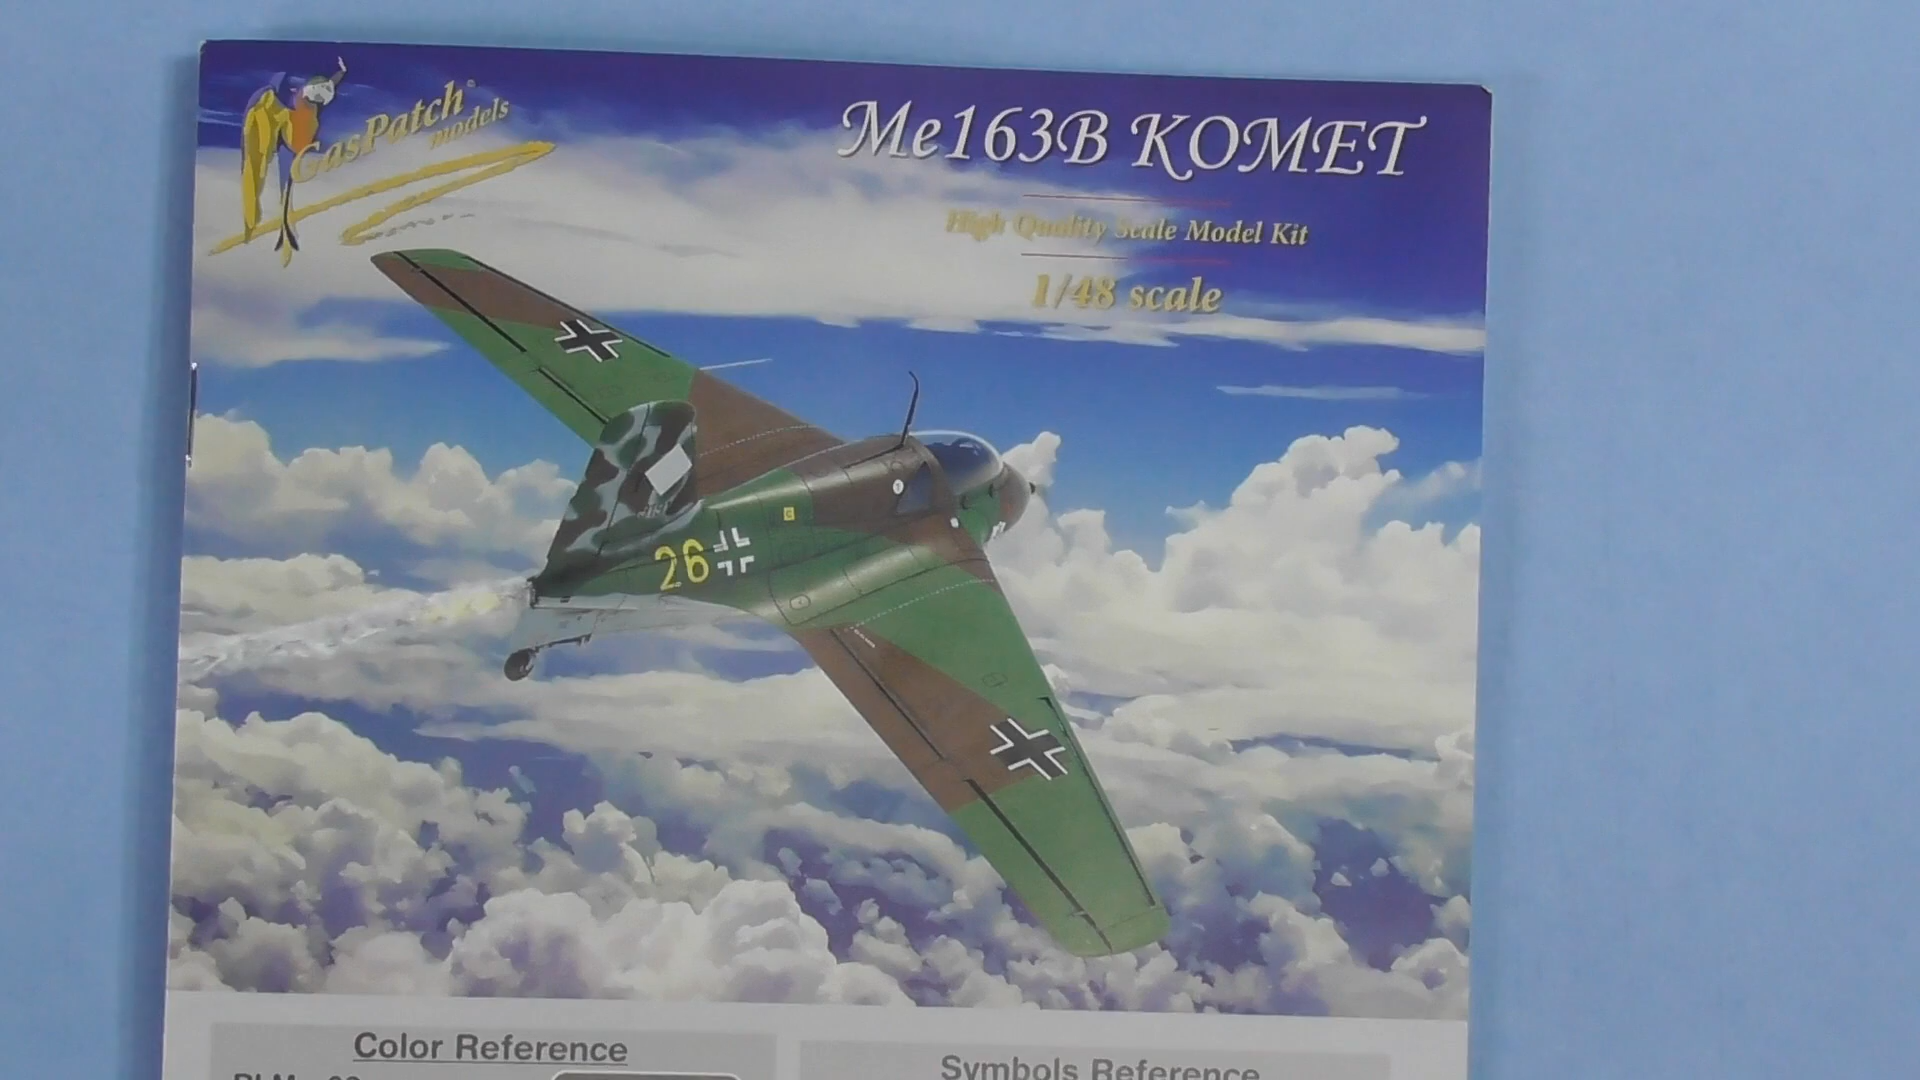 GasPatch®
models
Me163B KOMET
High Quality Scale Model Kit
1/48 scale
C
26
Color Reference
Symbols Reference